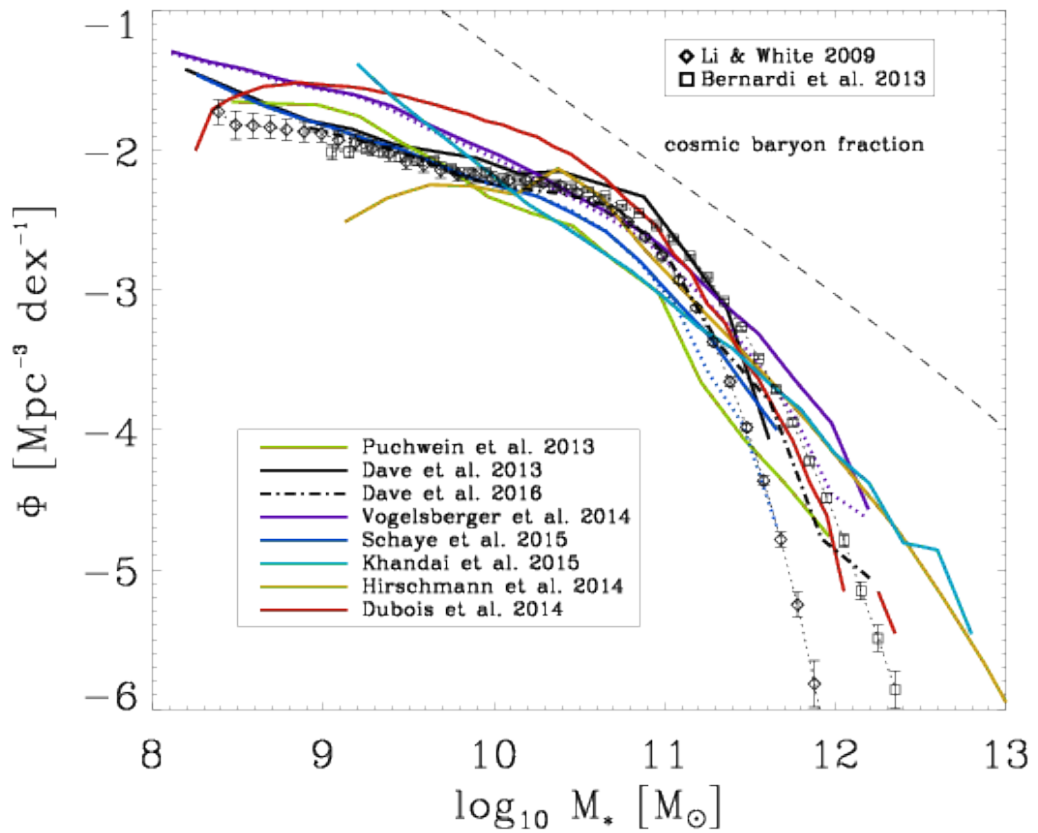 -1
-2
-3
-4
-5
-6
Φ [Mpc⁻³ dex⁻¹]
Li & White 2009
Bernardi et al. 2013
cosmic baryon fraction
Puchwein et al. 2013
Dave et al. 2013
Dave et al. 2016
Vogelsberger et al. 2014
Schaye et al. 2015
Khandai et al. 2015
Hirschmann et al. 2014
Dubois et al. 2014
8 9 10 11 12 13
log₁₀ M* [M⊙]